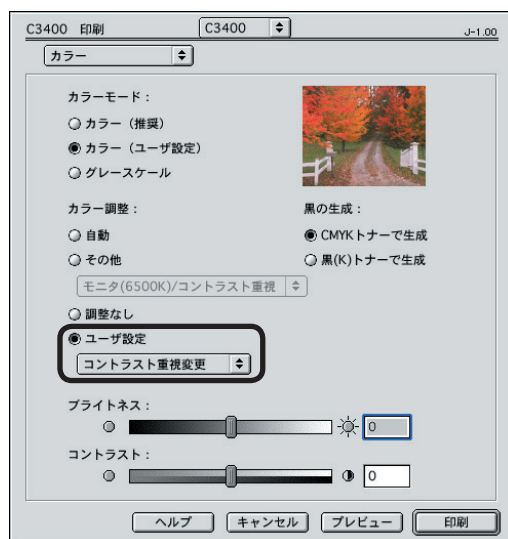 C3400 印刷 C3400 J-1.00
カラー
カラーモード：
カラー（推奨）
カラー（ユーザ設定）
グレースケール
カラー調整：
自動
その他
モニタ(6500K)/コントラスト重視
調整なし
ユーザ設定
コントラスト重視変更
黒の生成：
CMYKトナーで生成
黒(K)トナーで生成
ブライトネス：
0
コントラスト：
0
ヘルプ キャンセル プレビュー 印刷